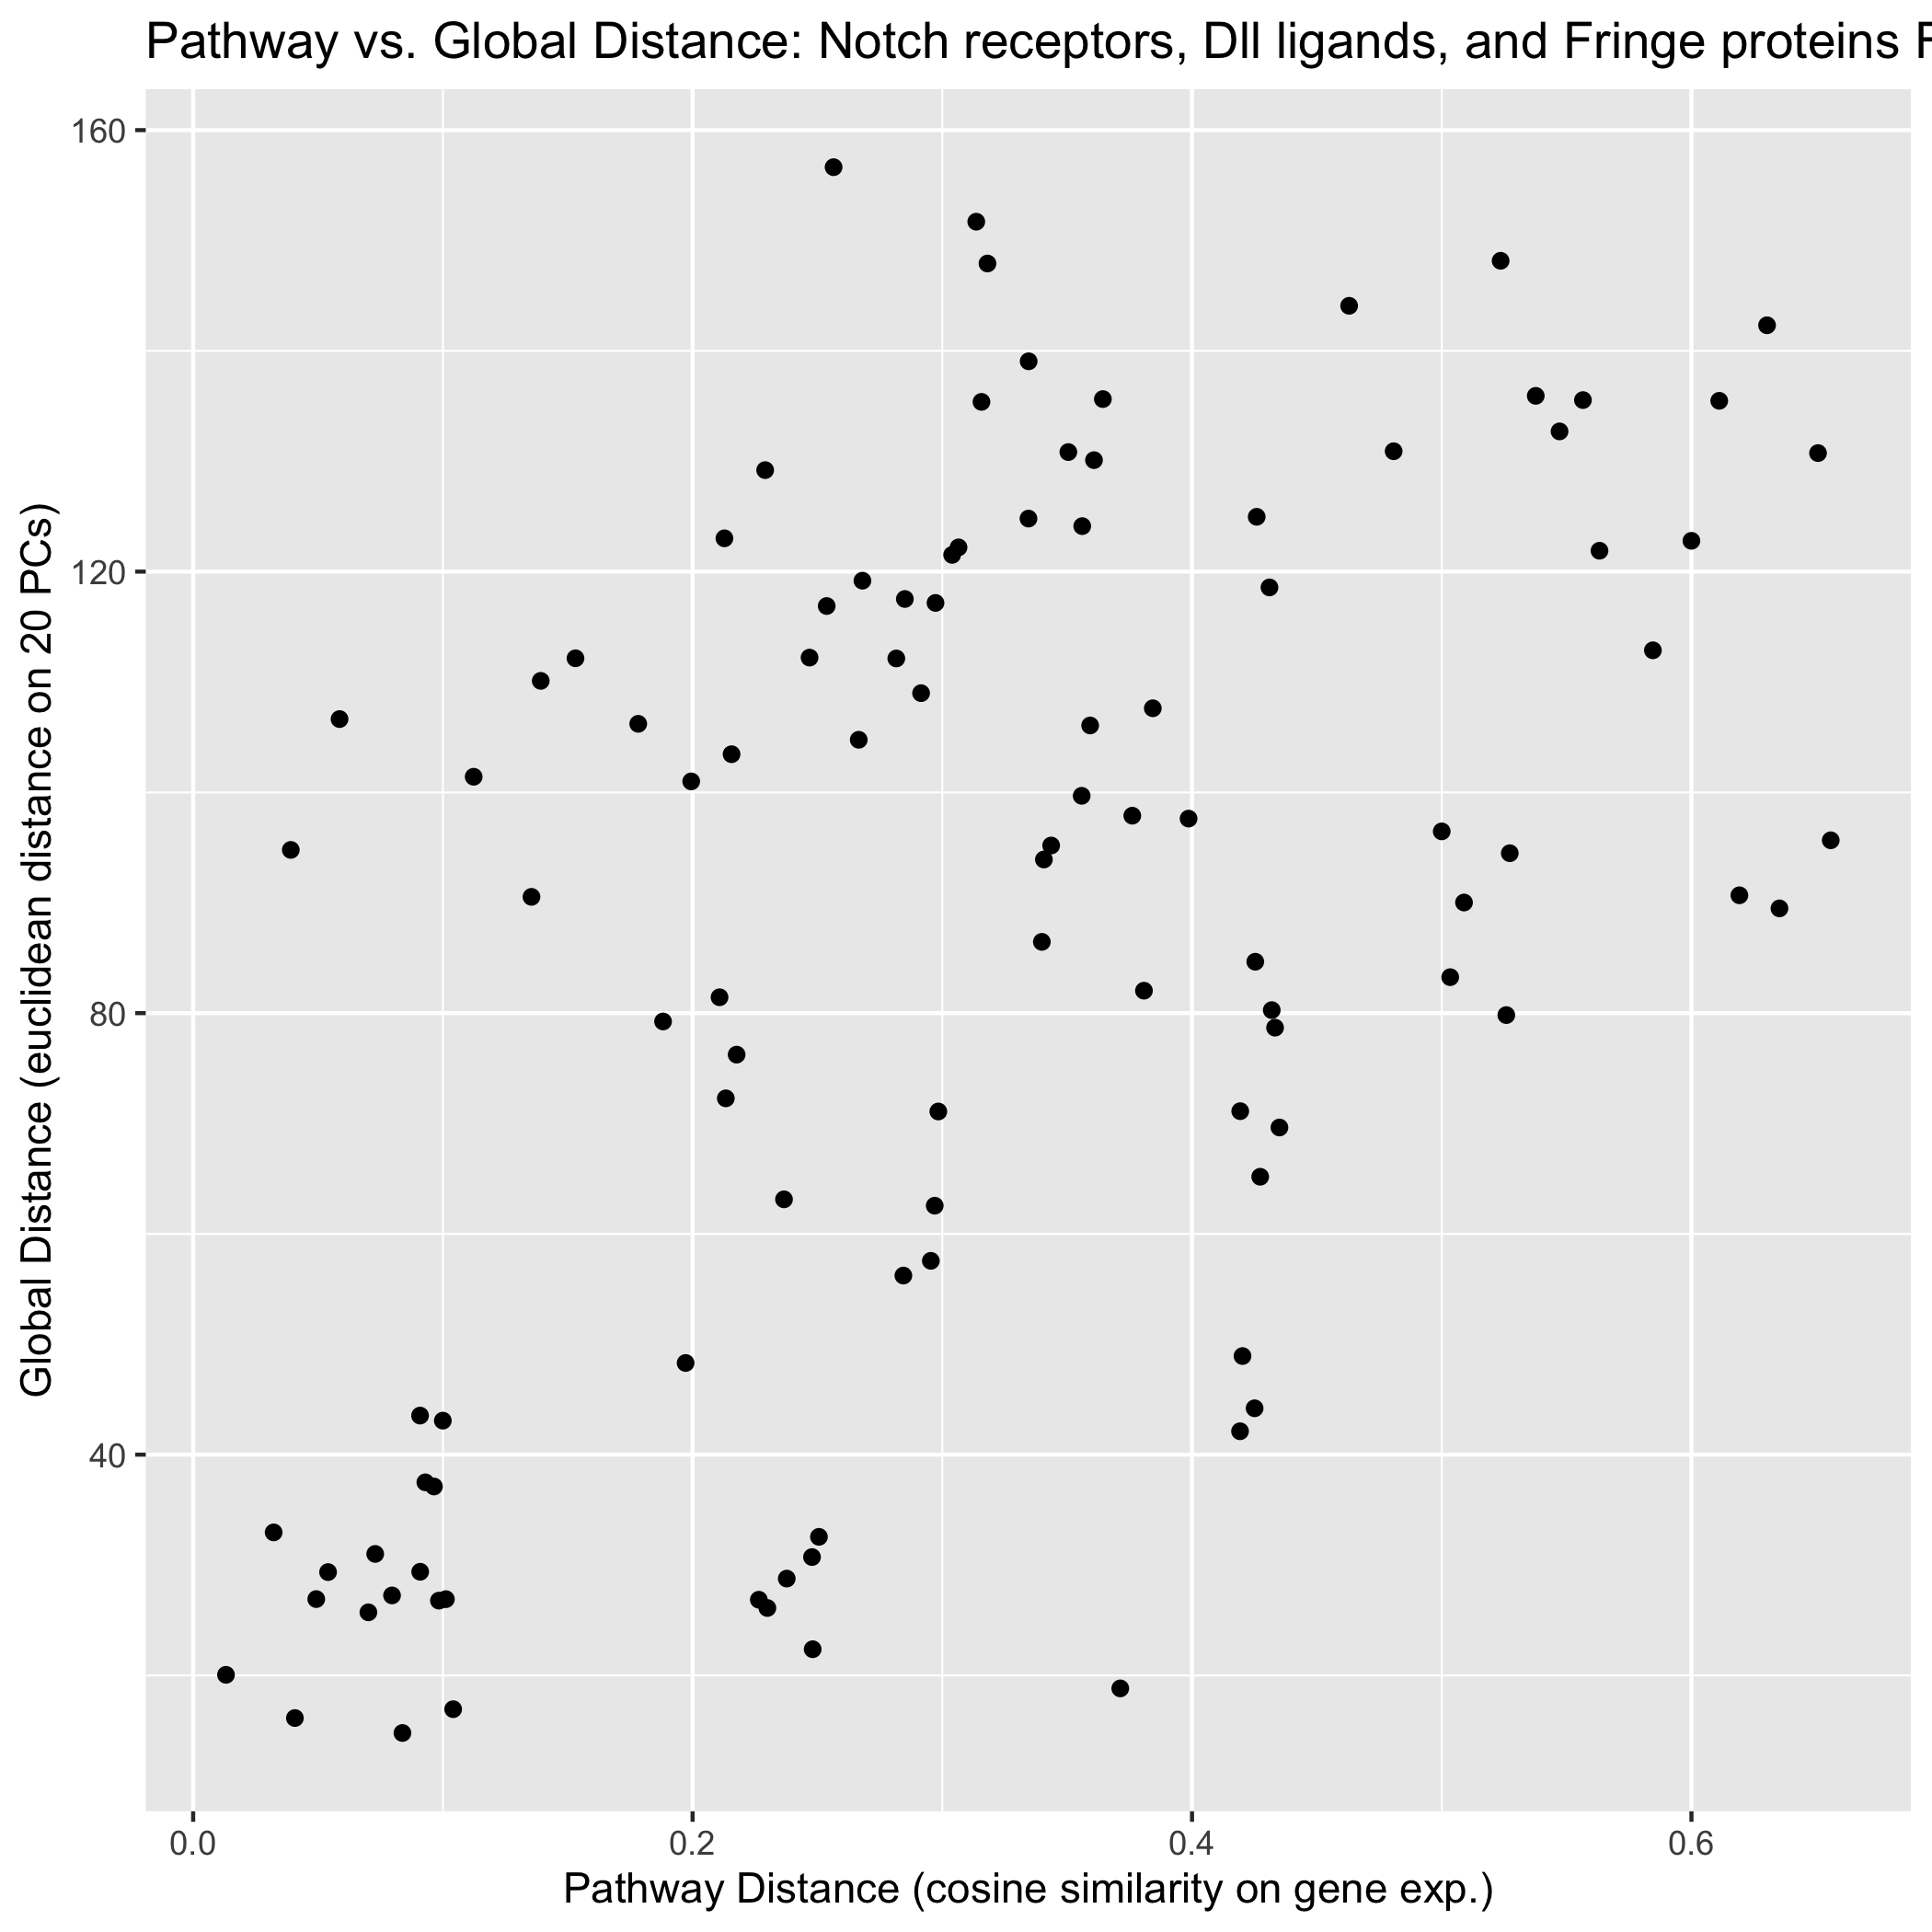 Pathway vs. Global Distance: Notch receptors, Dll ligands, and Fringe proteins
160
120
80
40
Global Distance (euclidean distance on 20 PCs)
0.0
0.2
0.4
0.6
Pathway Distance (cosine similarity on gene exp.)